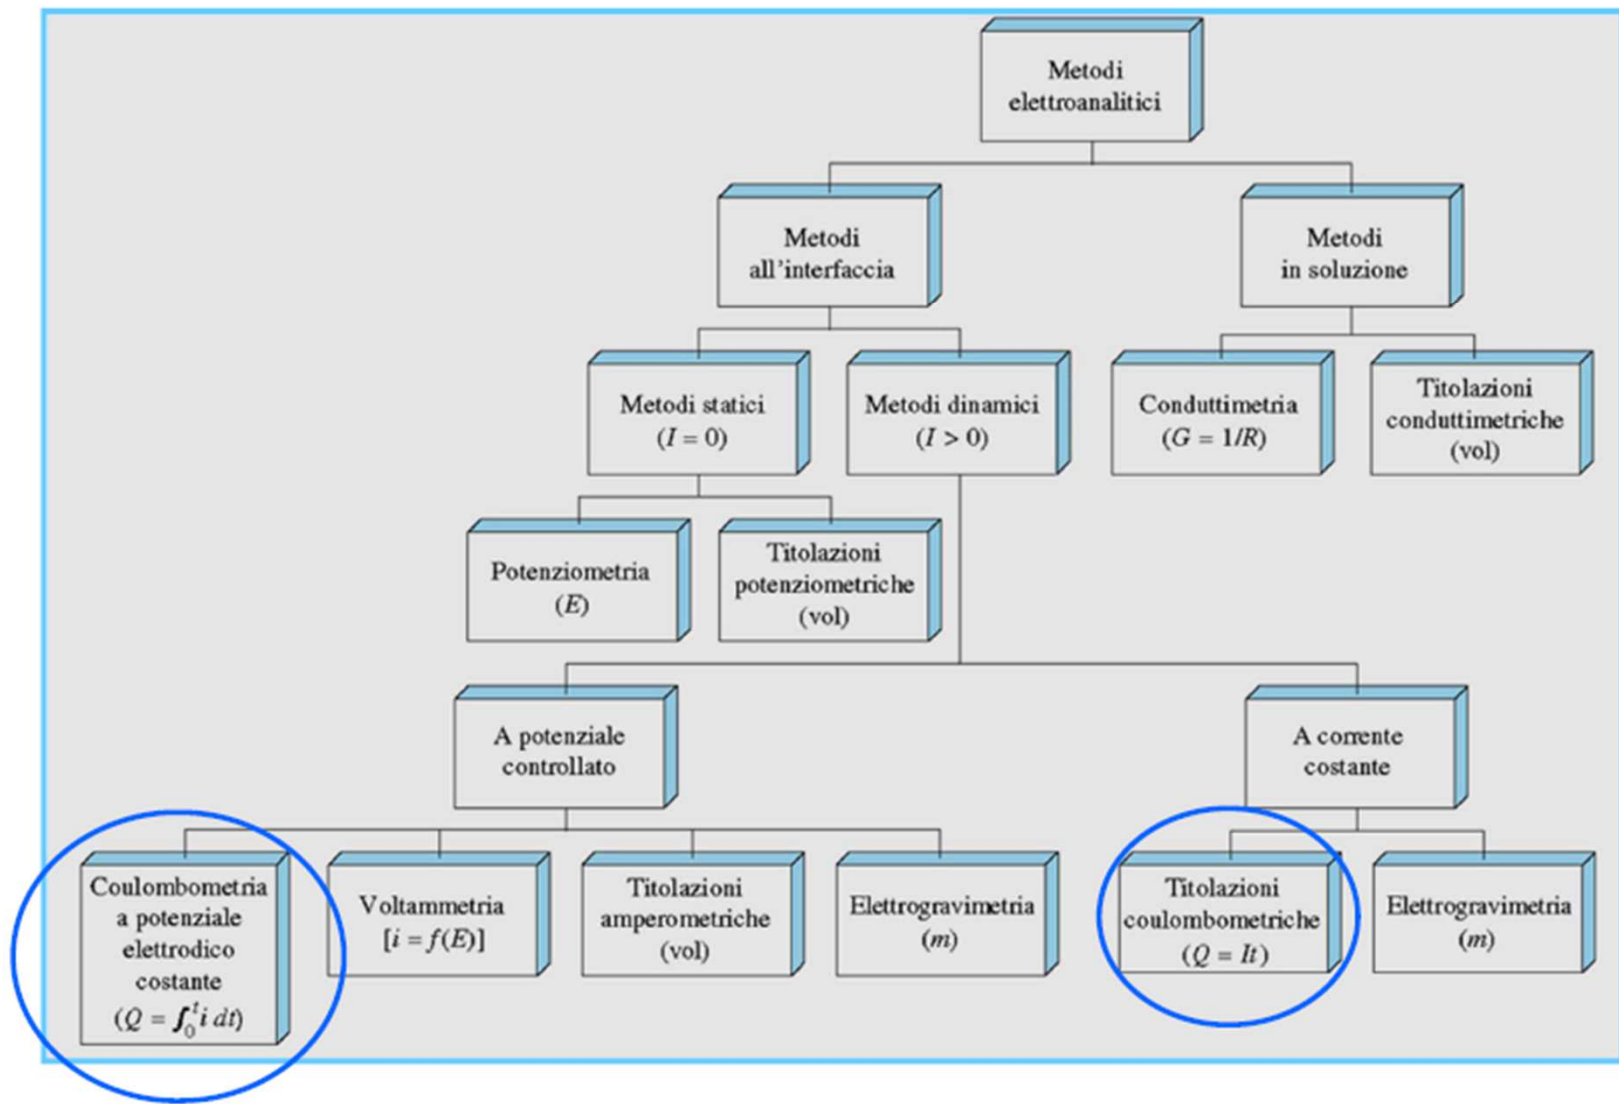 Metodi
elettroanalitici
Metodi
all'interfaccia
Metodi
in soluzione
Metodi statici
(I = 0)
Metodi dinamici
(I > 0)
Conduttimetria
(G = 1/R)
Titolazioni
conduttimetriche
(vol)
Potenziometria
(E)
Titolazioni
potenziometriche
(vol)
A potenziale
controllato
A corrente
costante
Coulombometria
a potenziale
elettrodico
costante
(Q = ∫₀ᵗ i dt)
Voltammetria
[i = f(E)]
Titolazioni
amperometriche
(vol)
Elettrogravimetria
(m)
Titolazioni
coulombometriche
(Q = It)
Elettrogravimetria
(m)